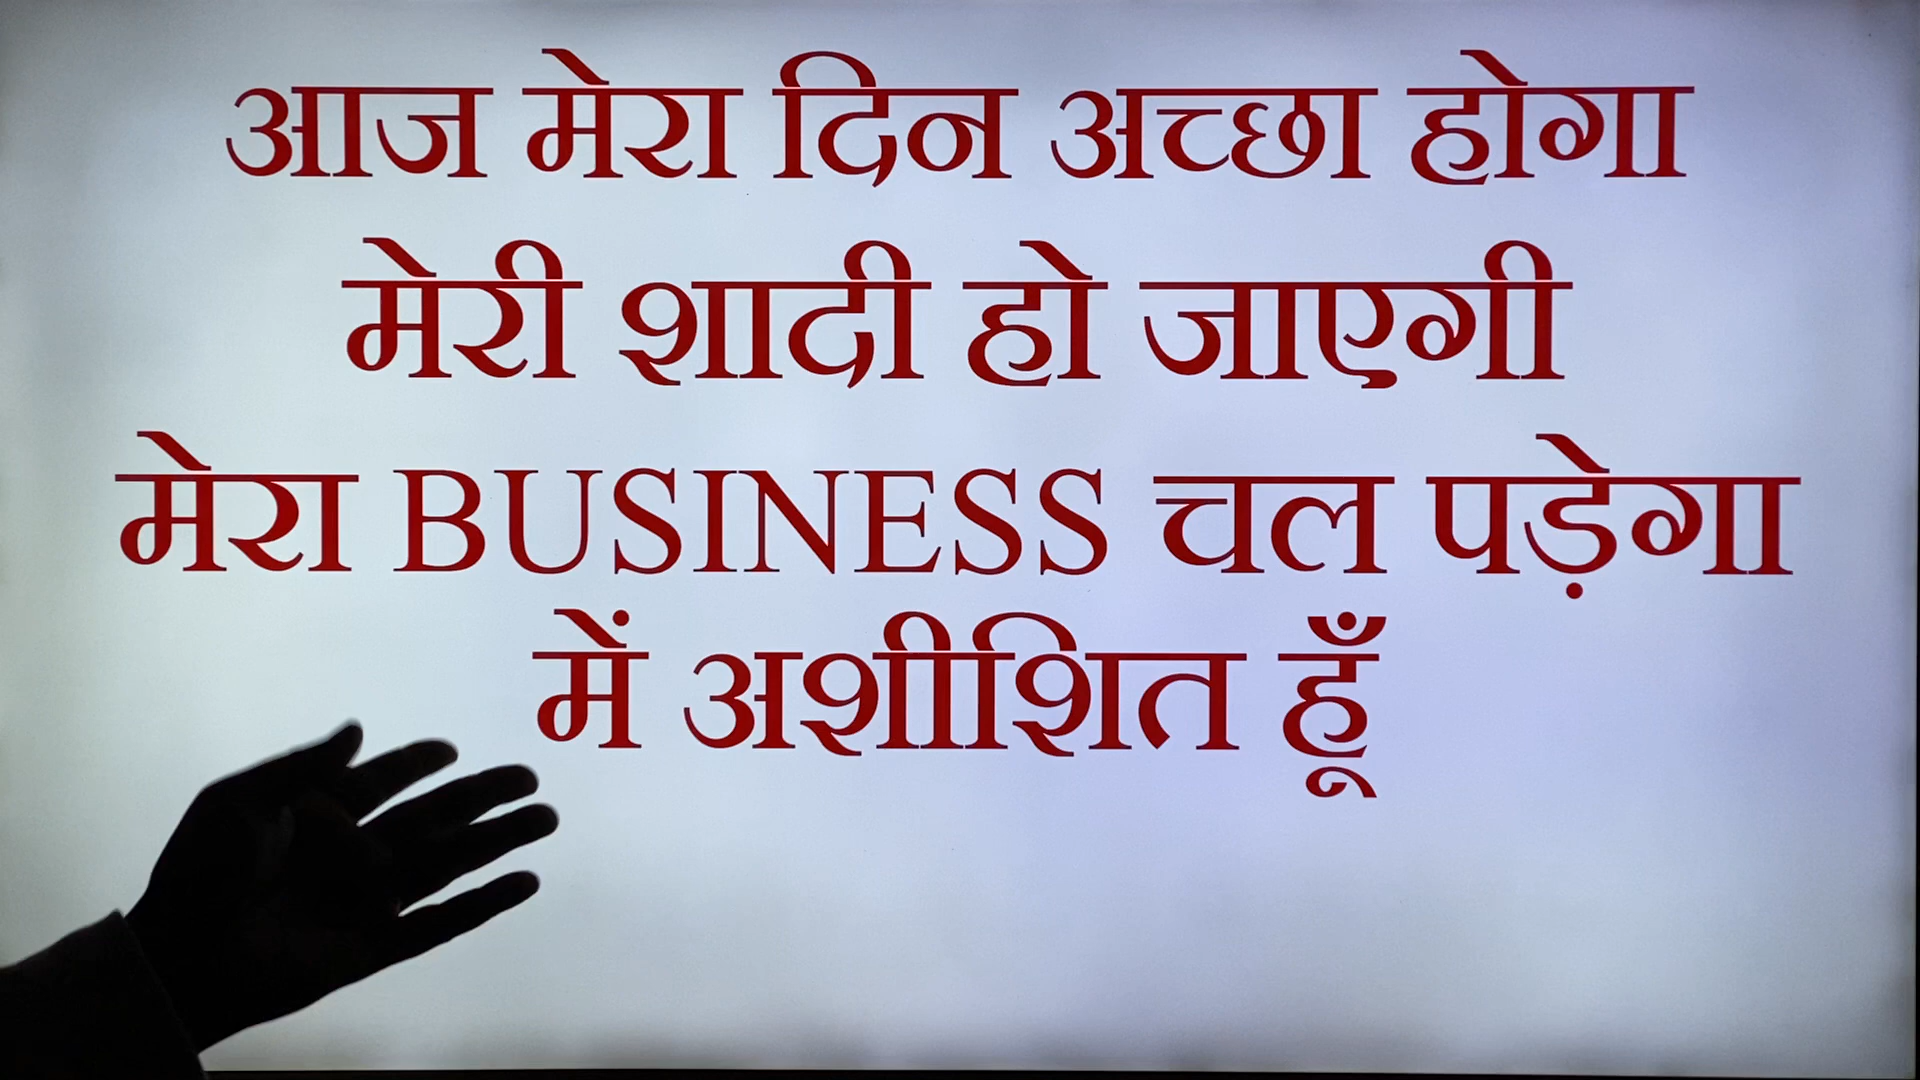 आज मेरा दिन अच्छा होगा
मेरी शादी हो जाएगी
मेरा BUSINESS चल पड़ेगा
में अशीशित हूँ